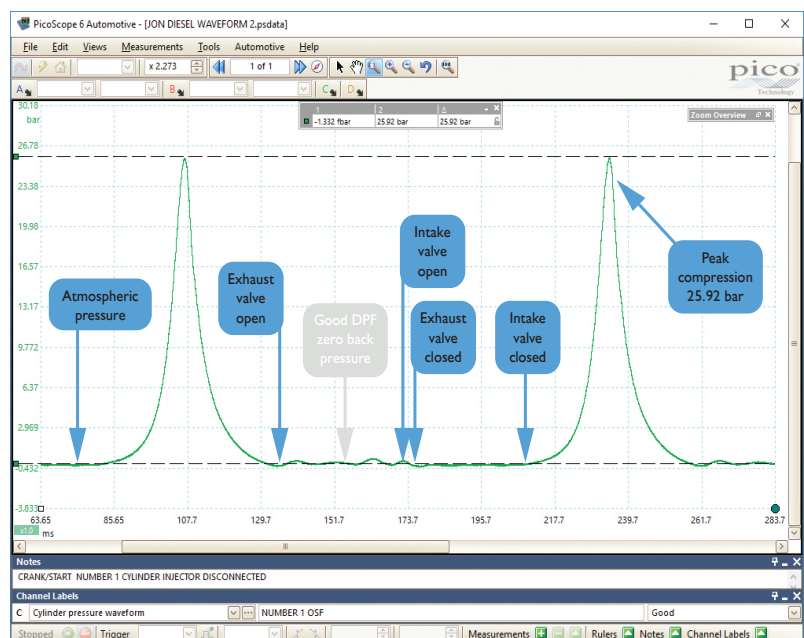 PicoScope 6 Automotive - [JON DIESEL WAVEFORM 2.psdata]
File Edit Views Measurements Tools Automotive Help
x 2.273 1 of 1
pico
Technology
A B C D
30.18
bar
26.78
23.38
19.98
16.57
13.17
9.772
6.37
2.969
-0.432
-3.833
1 2 Δ
-1.332 fbar 25.92 bar 25.92 bar
Zoom Overview
Atmospheric
pressure
Exhaust
valve
open
Good DPF
zero back
pressure
Intake
valve
open
Exhaust
valve
closed
Intake
valve
closed
Peak
compression
25.92 bar
63.65 85.65 107.7 129.7 151.7 173.7 195.7 217.7 239.7 261.7 283.7
x1.0 ms
Notes
CRANK/START NUMBER 1 CYLINDER INJECTOR DISCONNECTED
Channel Labels
C Cylinder pressure waveform NUMBER 1 OSF Good
Stopped Trigger Measurements Rulers Notes Channel Labels